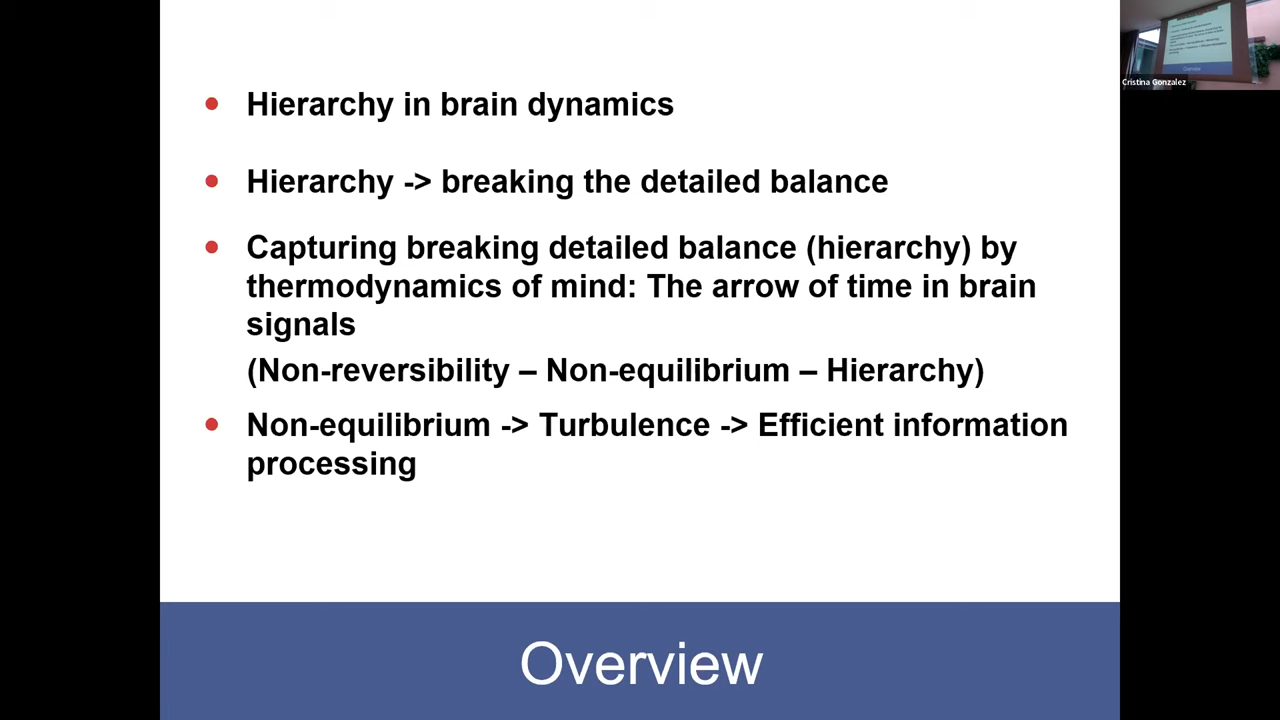 Hierarchy in brain dynamics
Hierarchy -> breaking the detailed balance
Capturing breaking detailed balance (hierarchy) by
thermodynamics of mind: The arrow of time in brain
signals
(Non-reversibility – Non-equilibrium – Hierarchy)
Non-equilibrium -> Turbulence -> Efficient information
processing
Overview
Cristina Gonzalez